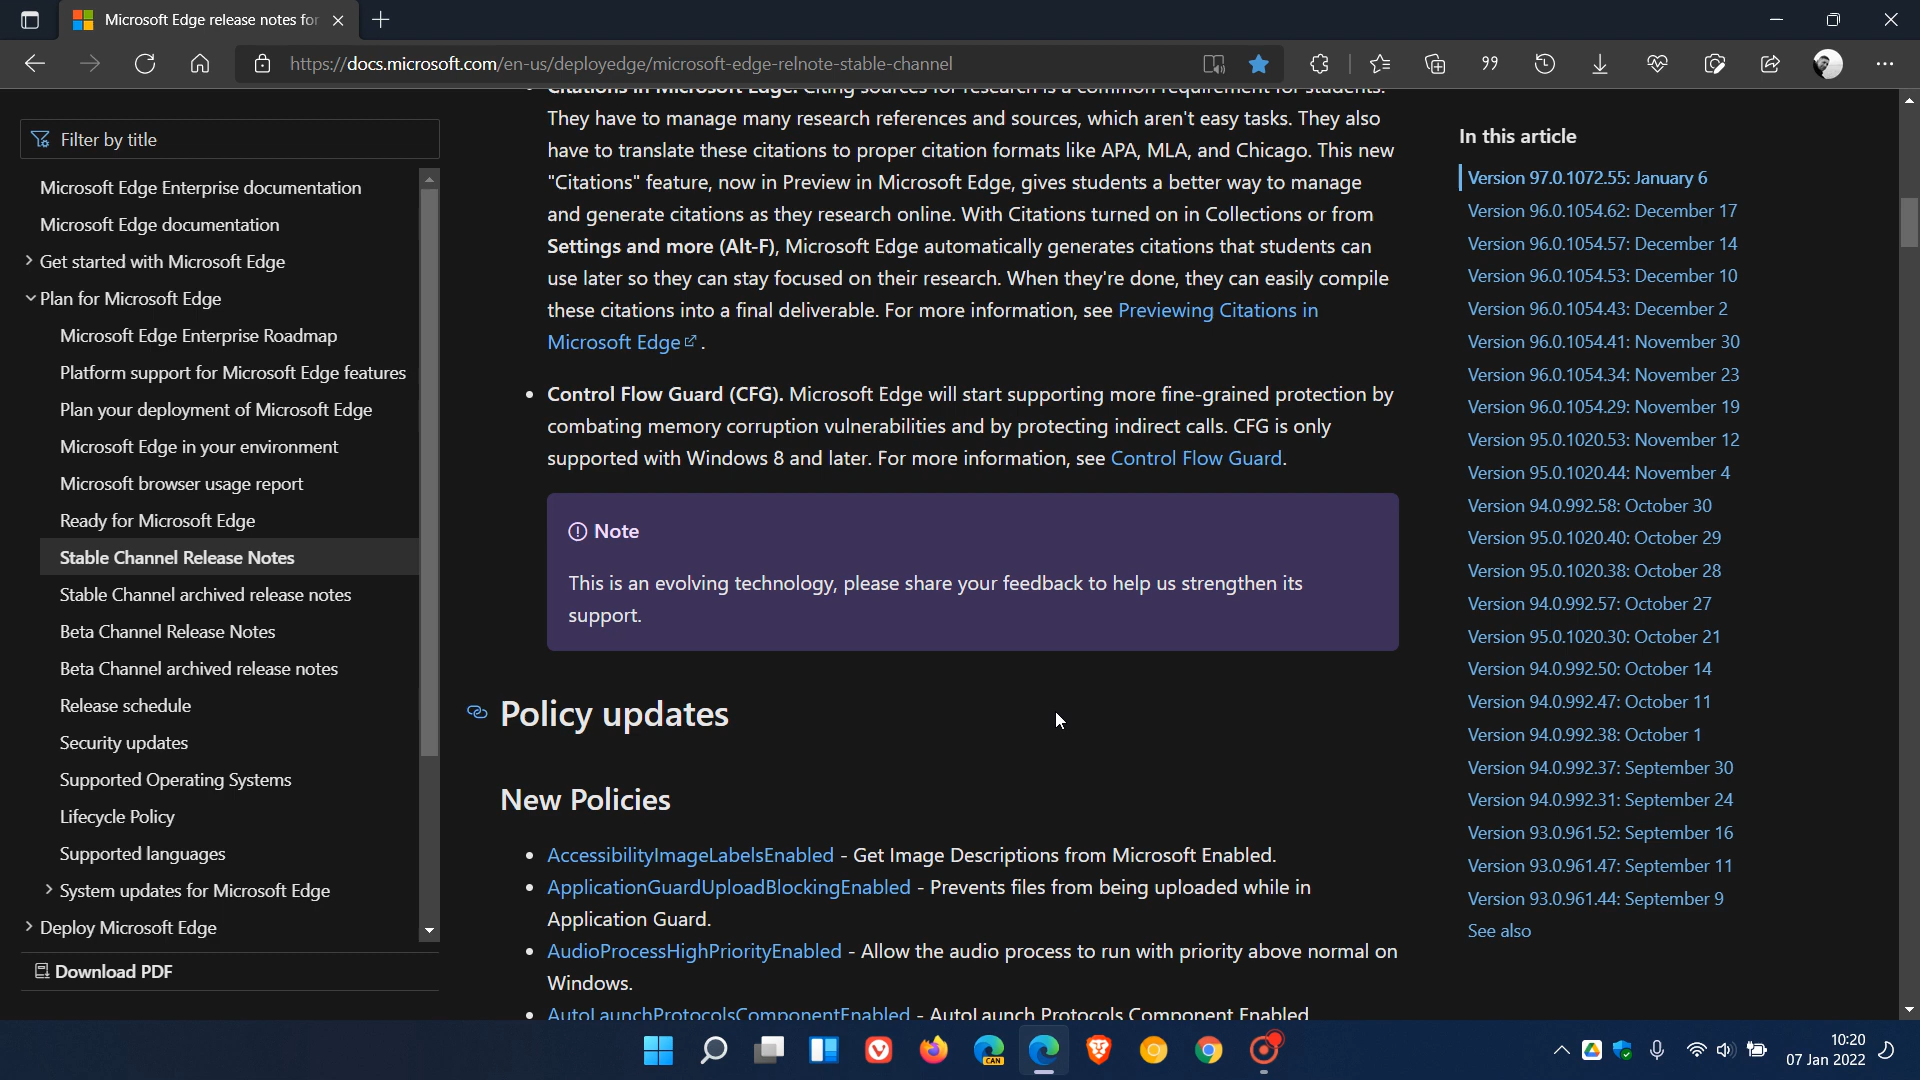 Microsoft Edge release notes for
https://docs.microsoft.com/en-us/deployedge/microsoft-edge-relnote-stable-channel
Filter by title
Microsoft Edge Enterprise documentation
Microsoft Edge documentation
Get started with Microsoft Edge
Plan for Microsoft Edge
Microsoft Edge Enterprise Roadmap
Platform support for Microsoft Edge features
Plan your deployment of Microsoft Edge
Microsoft Edge in your environment
Microsoft browser usage report
Ready for Microsoft Edge
Stable Channel Release Notes
Stable Channel archived release notes
Beta Channel Release Notes
Beta Channel archived release notes
Release schedule
Security updates
Supported Operating Systems
Lifecycle Policy
Supported languages
System updates for Microsoft Edge
Deploy Microsoft Edge
Download PDF
Citations in Microsoft Edge. Citing sources for research is a common requirement for students.
They have to manage many research references and sources, which aren't easy tasks. They also
have to translate these citations to proper citation formats like APA, MLA, and Chicago. This new
"Citations" feature, now in Preview in Microsoft Edge, gives students a better way to manage
and generate citations as they research online. With Citations turned on in Collections or from
Settings and more (Alt-F), Microsoft Edge automatically generates citations that students can
use later so they can stay focused on their research. When they're done, they can easily compile
these citations into a final deliverable. For more information, see Previewing Citations in
Microsoft Edge .
• Control Flow Guard (CFG). Microsoft Edge will start supporting more fine-grained protection by
combating memory corruption vulnerabilities and by protecting indirect calls. CFG is only
supported with Windows 8 and later. For more information, see Control Flow Guard.
Note
This is an evolving technology, please share your feedback to help us strengthen its
support.
Policy updates
New Policies
• AccessibilityImageLabelsEnabled - Get Image Descriptions from Microsoft Enabled.
• ApplicationGuardUploadBlockingEnabled - Prevents files from being uploaded while in
Application Guard.
• AudioProcessHighPriorityEnabled - Allow the audio process to run with priority above normal on
Windows.
• AutoLaunchProtocolsComponentEnabled - AutoLaunch Protocols Component Enabled
In this article
Version 97.0.1072.55: January 6
Version 96.0.1054.62: December 17
Version 96.0.1054.57: December 14
Version 96.0.1054.53: December 10
Version 96.0.1054.43: December 2
Version 96.0.1054.41: November 30
Version 96.0.1054.34: November 23
Version 96.0.1054.29: November 19
Version 95.0.1020.53: November 12
Version 95.0.1020.44: November 4
Version 94.0.992.58: October 30
Version 95.0.1020.40: October 29
Version 95.0.1020.38: October 28
Version 94.0.992.57: October 27
Version 95.0.1020.30: October 21
Version 94.0.992.50: October 14
Version 94.0.992.47: October 11
Version 94.0.992.38: October 1
Version 94.0.992.37: September 30
Version 94.0.992.31: September 24
Version 93.0.961.52: September 16
Version 93.0.961.47: September 11
Version 93.0.961.44: September 9
See also
CAN
10:20
07 Jan 2022